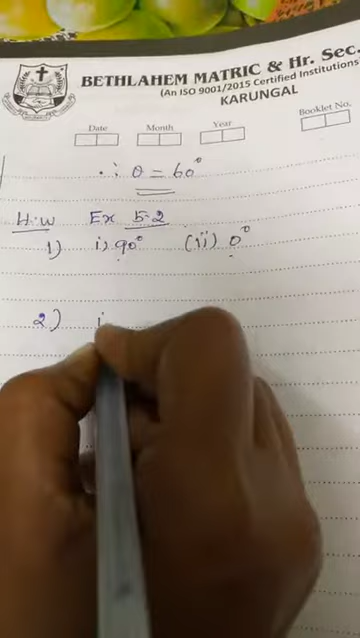 BETHLAHEM MATRIC & Hr. Sec.
(An ISO 9001/2015 Certified Institutions
KARUNGAL
Booklet No.
Date Month Year
∴ θ = 60°
H.W Ex 5.2
1) i) 90° (ii) 0°
2) i